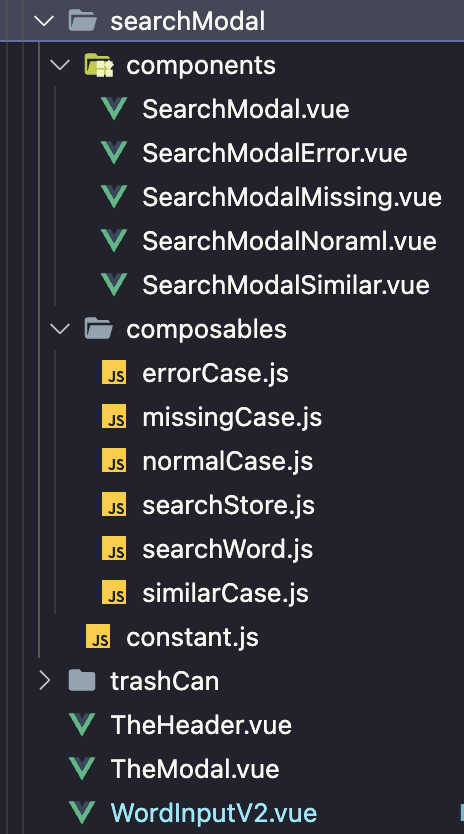 searchModal
components
SearchModal.vue
SearchModalError.vue
SearchModalMissing.vue
SearchModalNoraml.vue
SearchModalSimilar.vue
composables
JS errorCase.js
JS missingCase.js
JS normalCase.js
JS searchStore.js
JS searchWord.js
JS similarCase.js
JS constant.js
trashCan
TheHeader.vue
TheModal.vue
WordInputV2.vue